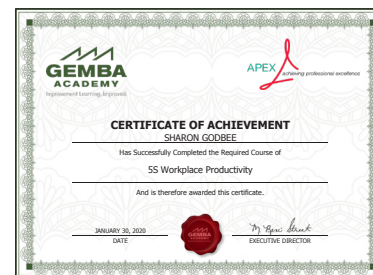 GEMBA
ACADEMY
Improvement Learning, Improved.
APEX
achieving professional excellence
CERTIFICATE OF ACHIEVEMENT
SHARON GODBEE
Has Successfully Completed the Required Course of
5S Workplace Productivity
And is therefore awarded this certificate.
JANUARY 30, 2020
DATE
GEMBA
EXECUTIVE DIRECTOR